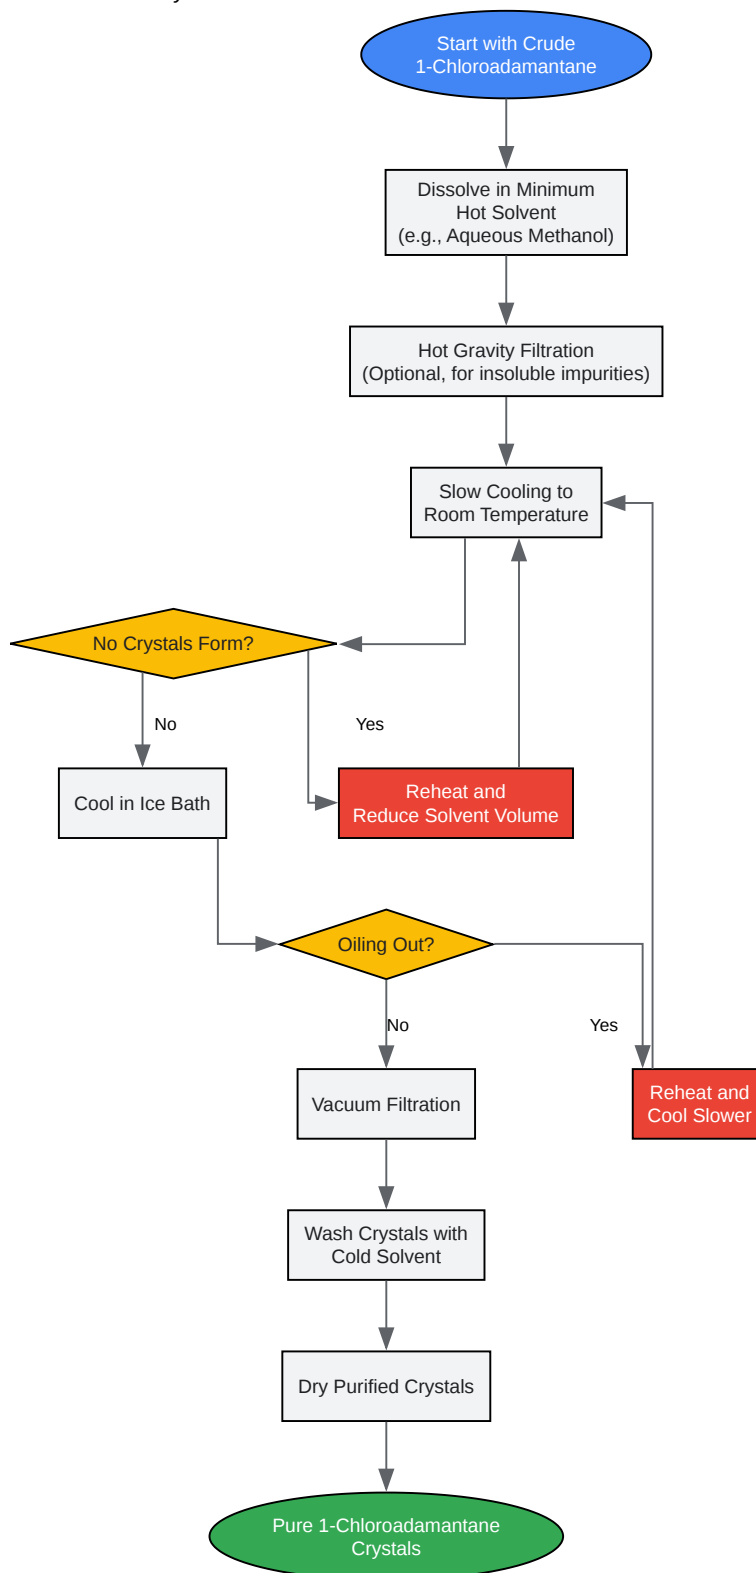 Start with Crude
1-Chloroadamantane
Dissolve in Minimum
Hot Solvent
(e.g., Aqueous Methanol)
Hot Gravity Filtration
(Optional, for insoluble impurities)
Slow Cooling to
Room Temperature
No Crystals Form?
No
Yes
Cool in Ice Bath
Reheat and
Reduce Solvent Volume
Oiling Out?
No
Yes
Vacuum Filtration
Reheat and
Cool Slower
Wash Crystals with
Cold Solvent
Dry Purified Crystals
Pure 1-Chloroadamantane
Crystals